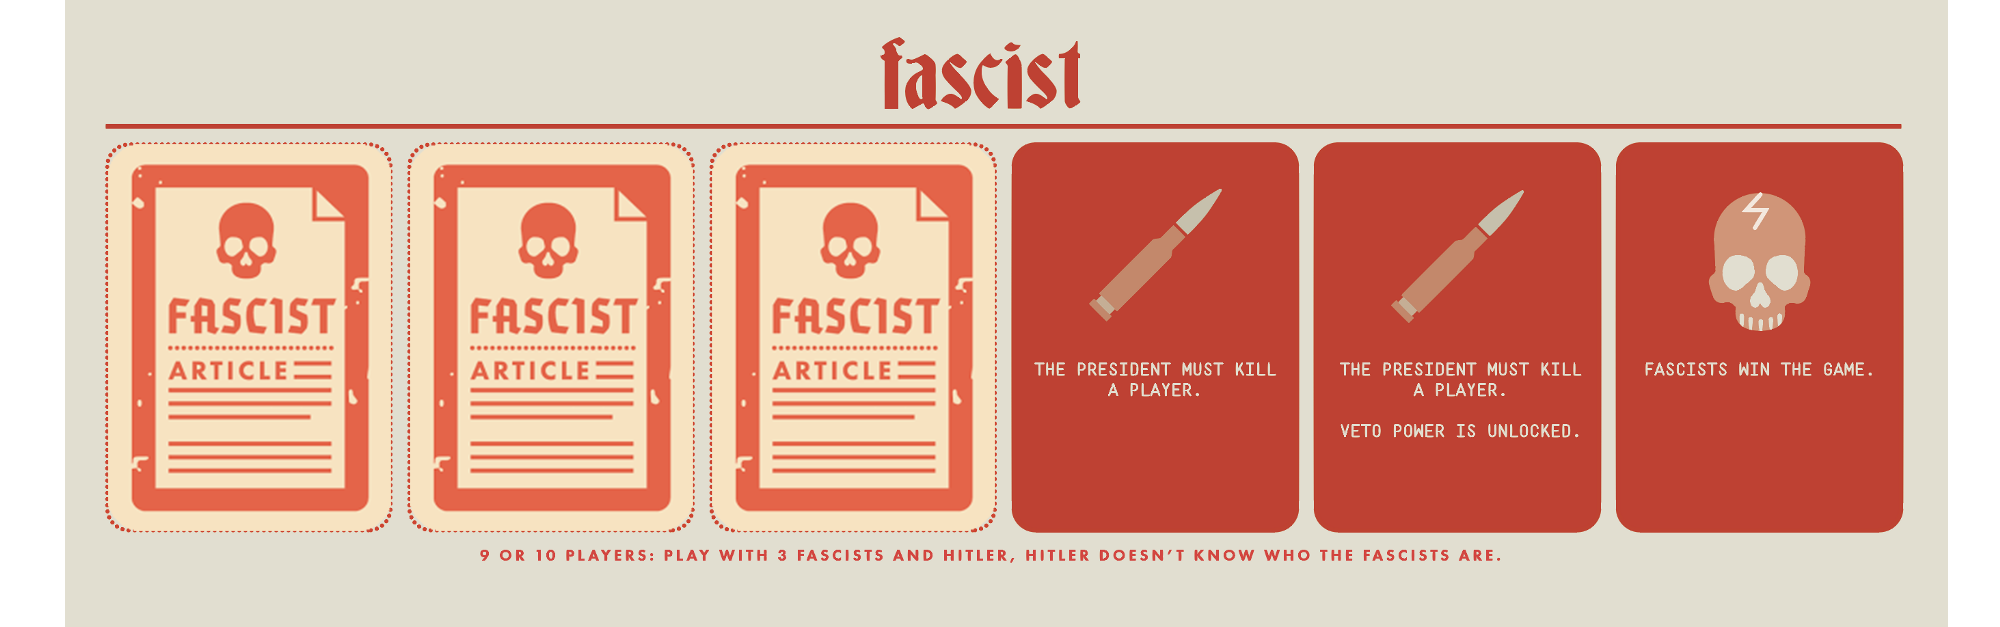 fascist
FASCIST
ARTICLE
FASCIST
ARTICLE
FASCIST
ARTICLE
THE PRESIDENT MUST KILL
A PLAYER.
THE PRESIDENT MUST KILL
A PLAYER.
VETO POWER IS UNLOCKED.
FASCISTS WIN THE GAME.
9 OR 10 PLAYERS: PLAY WITH 3 FASCISTS AND HITLER, HITLER DOESN'T KNOW WHO THE FASCISTS ARE.